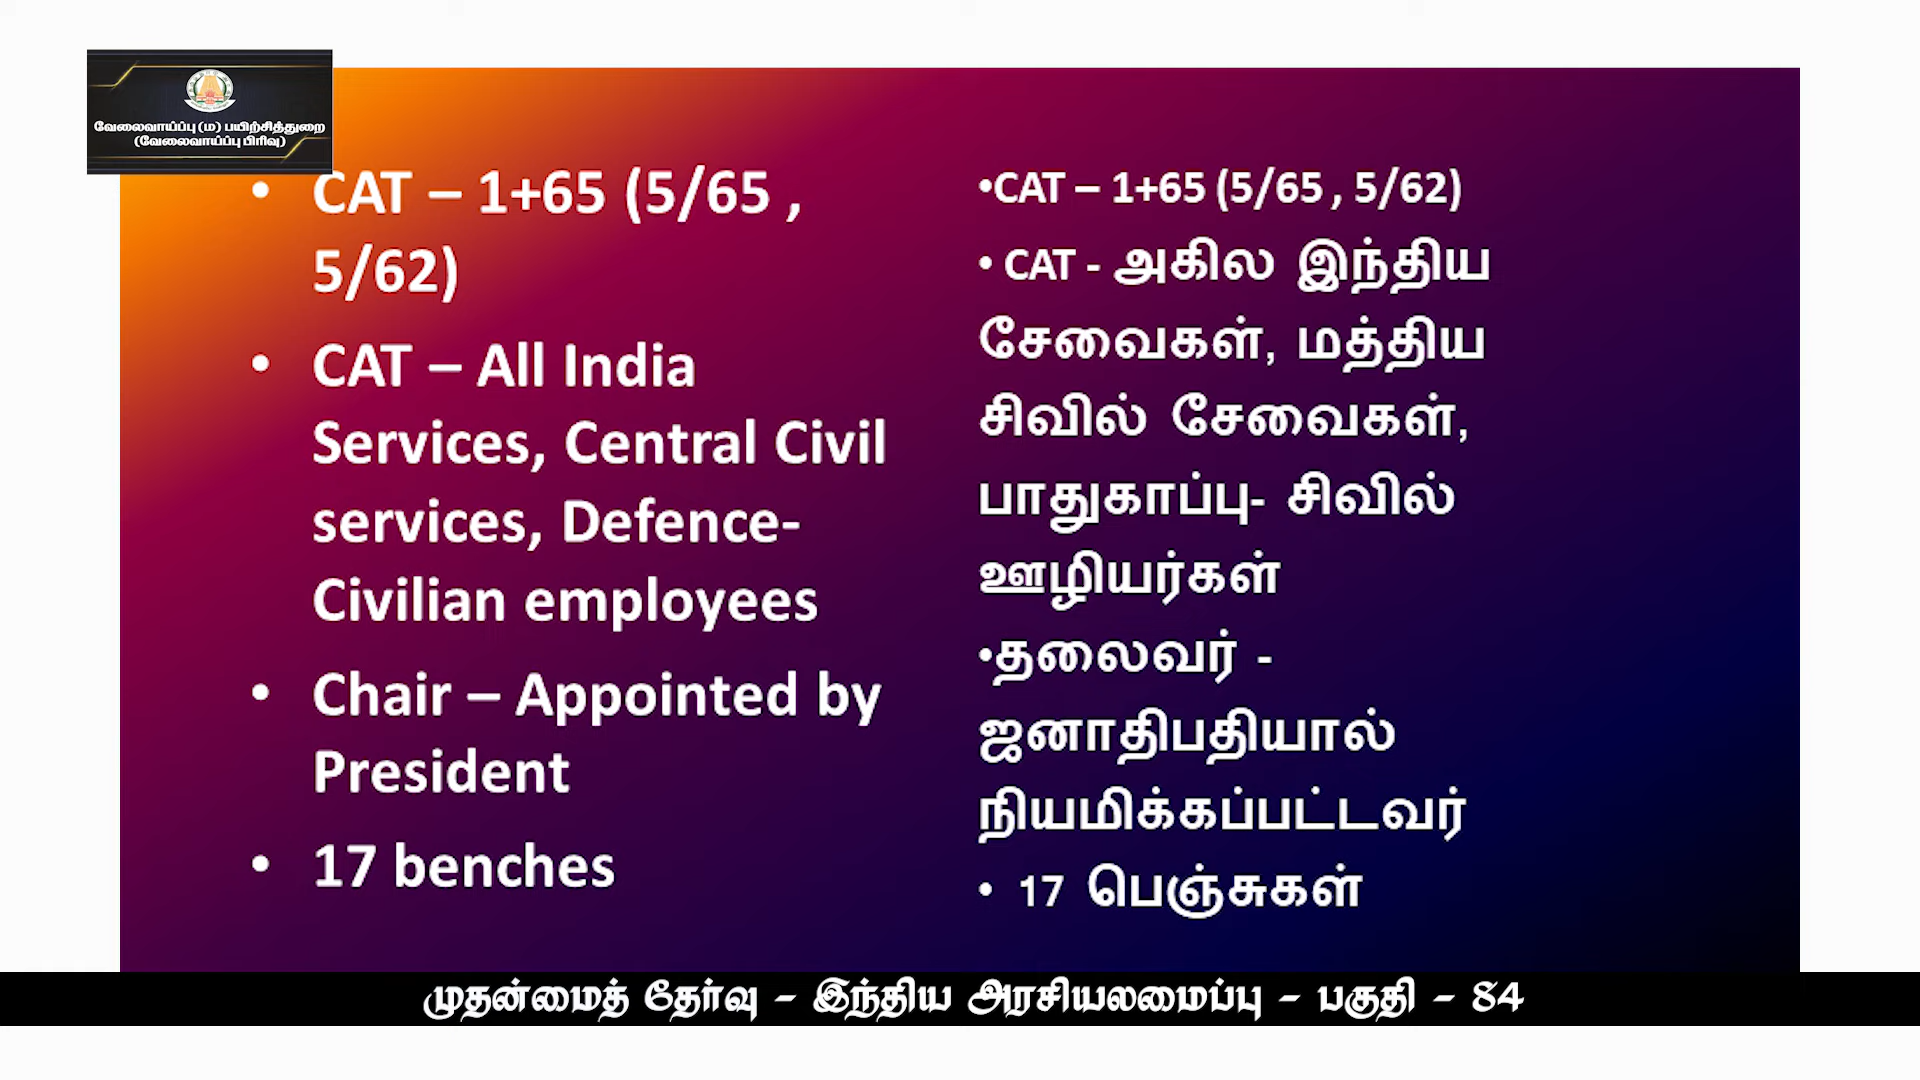 வேலைவாய்ப்பு (ம) பயிற்சித்துறை
(வேலைவாய்ப்பு பிரிவு)
• CAT – 1+65 (5/65 ,
5/62)
• CAT – All India
Services, Central Civil
services, Defence-
Civilian employees
• Chair – Appointed by
President
• 17 benches
•CAT – 1+65 (5/65 , 5/62)
• CAT - அகில இந்திய
சேவைகள், மத்திய
சிவில் சேவைகள்,
பாதுகாப்பு- சிவில்
ஊழியர்கள்
•தலைவர் -
ஜனாதிபதியால்
நியமிக்கப்பட்டவர்
• 17 பெஞ்சுகள்
முதன்மைத் தேர்வு – இந்திய அரசியலமைப்பு – பகுதி – 84